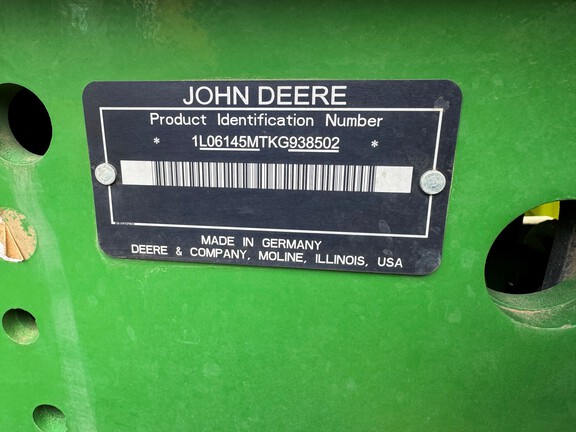 JOHN DEERE
Product Identification Number
* 1L06145MTKG938502 *
MADE IN GERMANY
DEERE & COMPANY, MOLINE, ILLINOIS, USA